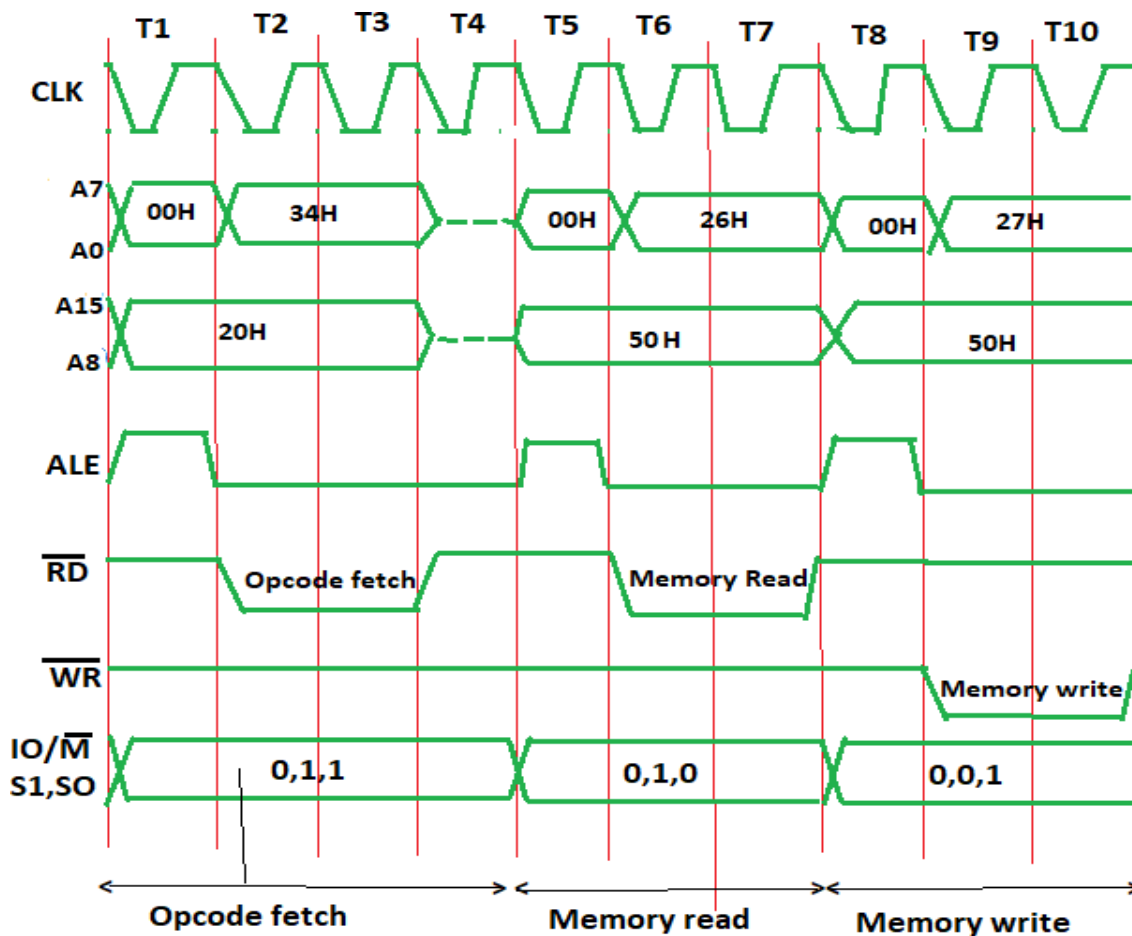 T1 T2 T3 T4 T5 T6 T7 T8 T9 T10
CLK
A7
00H 34H 00H 26H 00H 27H
A0
A15
20H 50 H 50H
A8
ALE
RD
Opcode fetch Memory Read
WR
Memory write
IO/M
0,1,1 0,1,0 0,0,1
S1,SO
Opcode fetch Memory read Memory write